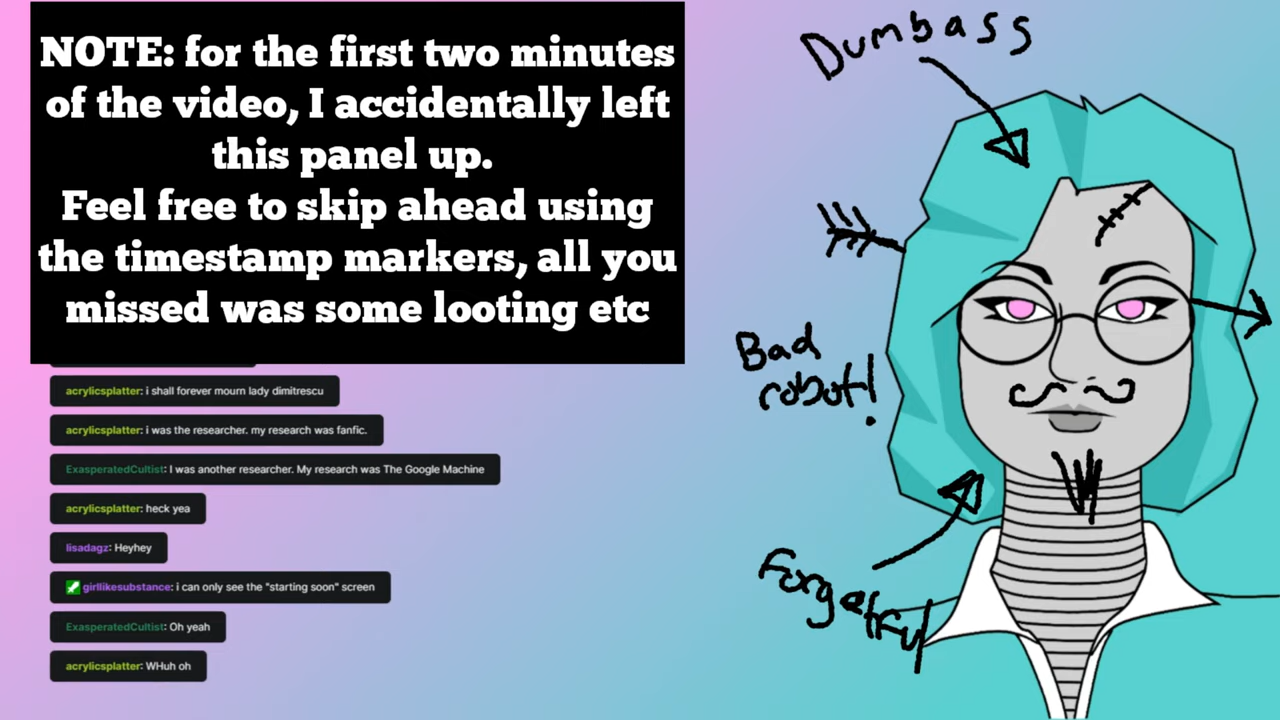 NOTE: for the first two minutes
of the video, I accidentally left
this panel up.
Feel free to skip ahead using
the timestamp markers, all you
missed was some looting etc
acrylicsplatter: i shall forever mourn lady dimitrescu
acrylicsplatter: i was the researcher. my research was fanfic.
ExasperatedCultist: I was another researcher. My research was The Google Machine
acrylicsplatter: heck yea
lisadagz: Heyhey
girllikesubstance: i can only see the "starting soon" screen
ExasperatedCultist: Oh yeah
acrylicsplatter: WHuh oh
Dumbass
Bad
robot!
Forgetful